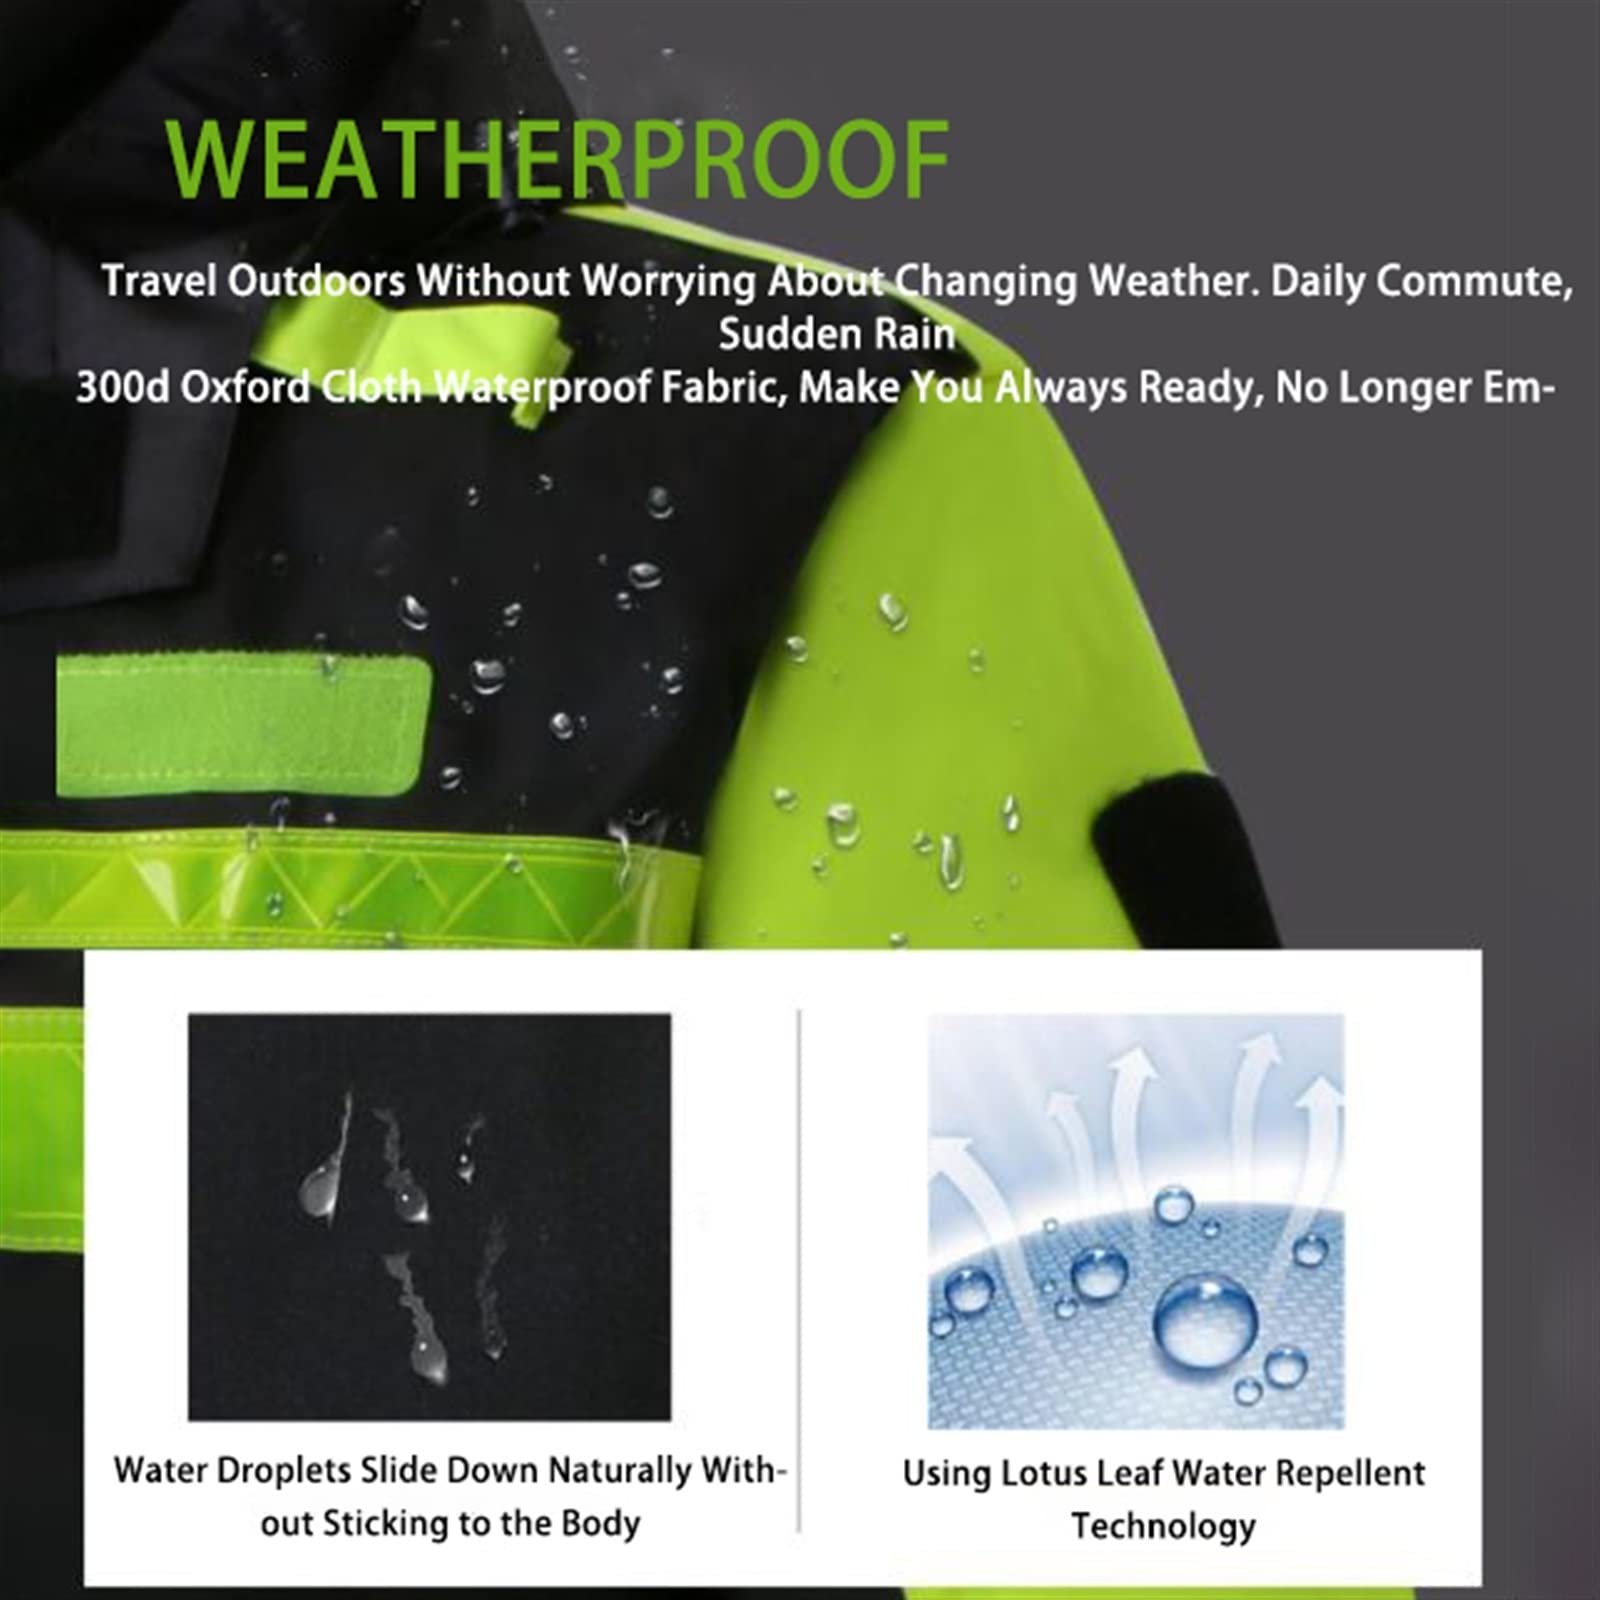 WEATHERPROOF
Travel Outdoors Without Worrying About Changing Weather. Daily Commute,
Sudden Rain
300d Oxford Cloth Waterproof Fabric, Make You Always Ready, No Longer Em-
Water Droplets Slide Down Naturally With-
out Sticking to the Body
Using Lotus Leaf Water Repellent
Technology